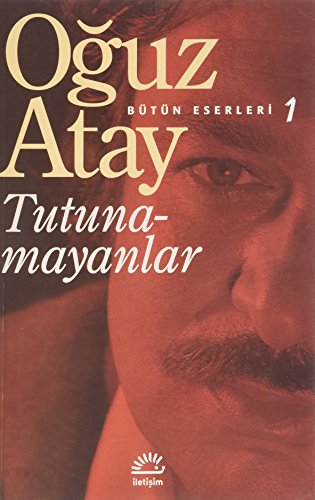 Oğuz
BÜTÜN ESERLERİ 1
Atay
Tutuna-
mayanlar
iletişim